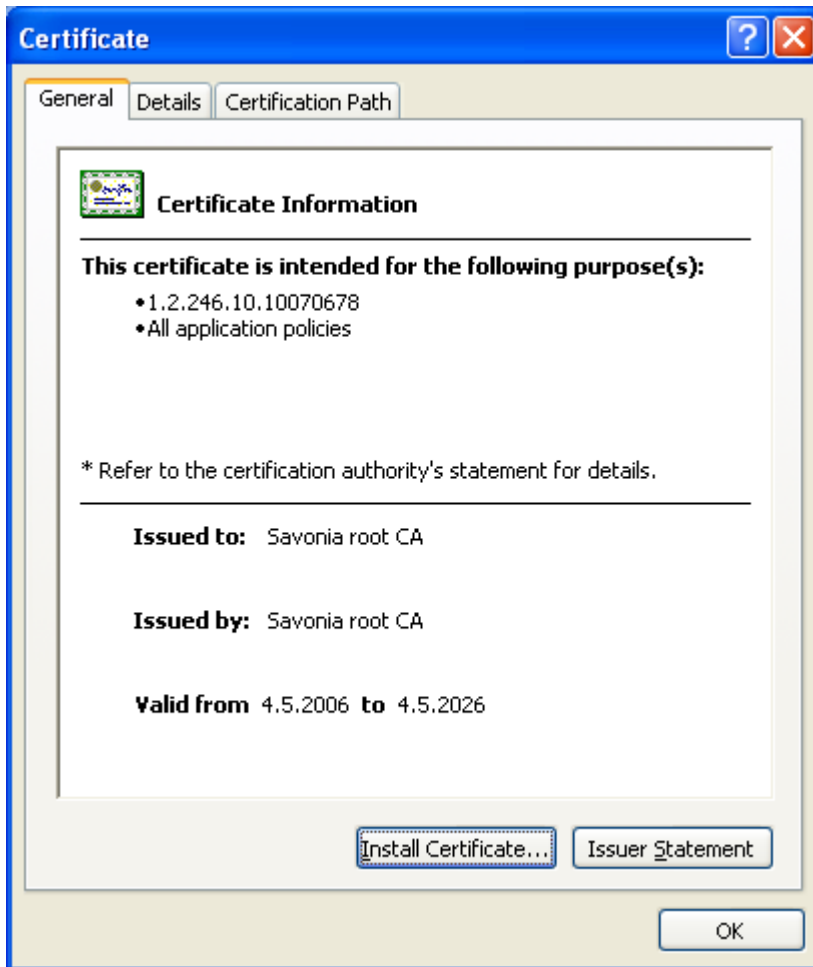 Certificate
General Details Certification Path
Certificate Information
This certificate is intended for the following purpose(s):
•1.2.246.10.10070678
•All application policies
* Refer to the certification authority's statement for details.
Issued to: Savonia root CA
Issued by: Savonia root CA
Valid from 4.5.2006 to 4.5.2026
Install Certificate... Issuer Statement
OK